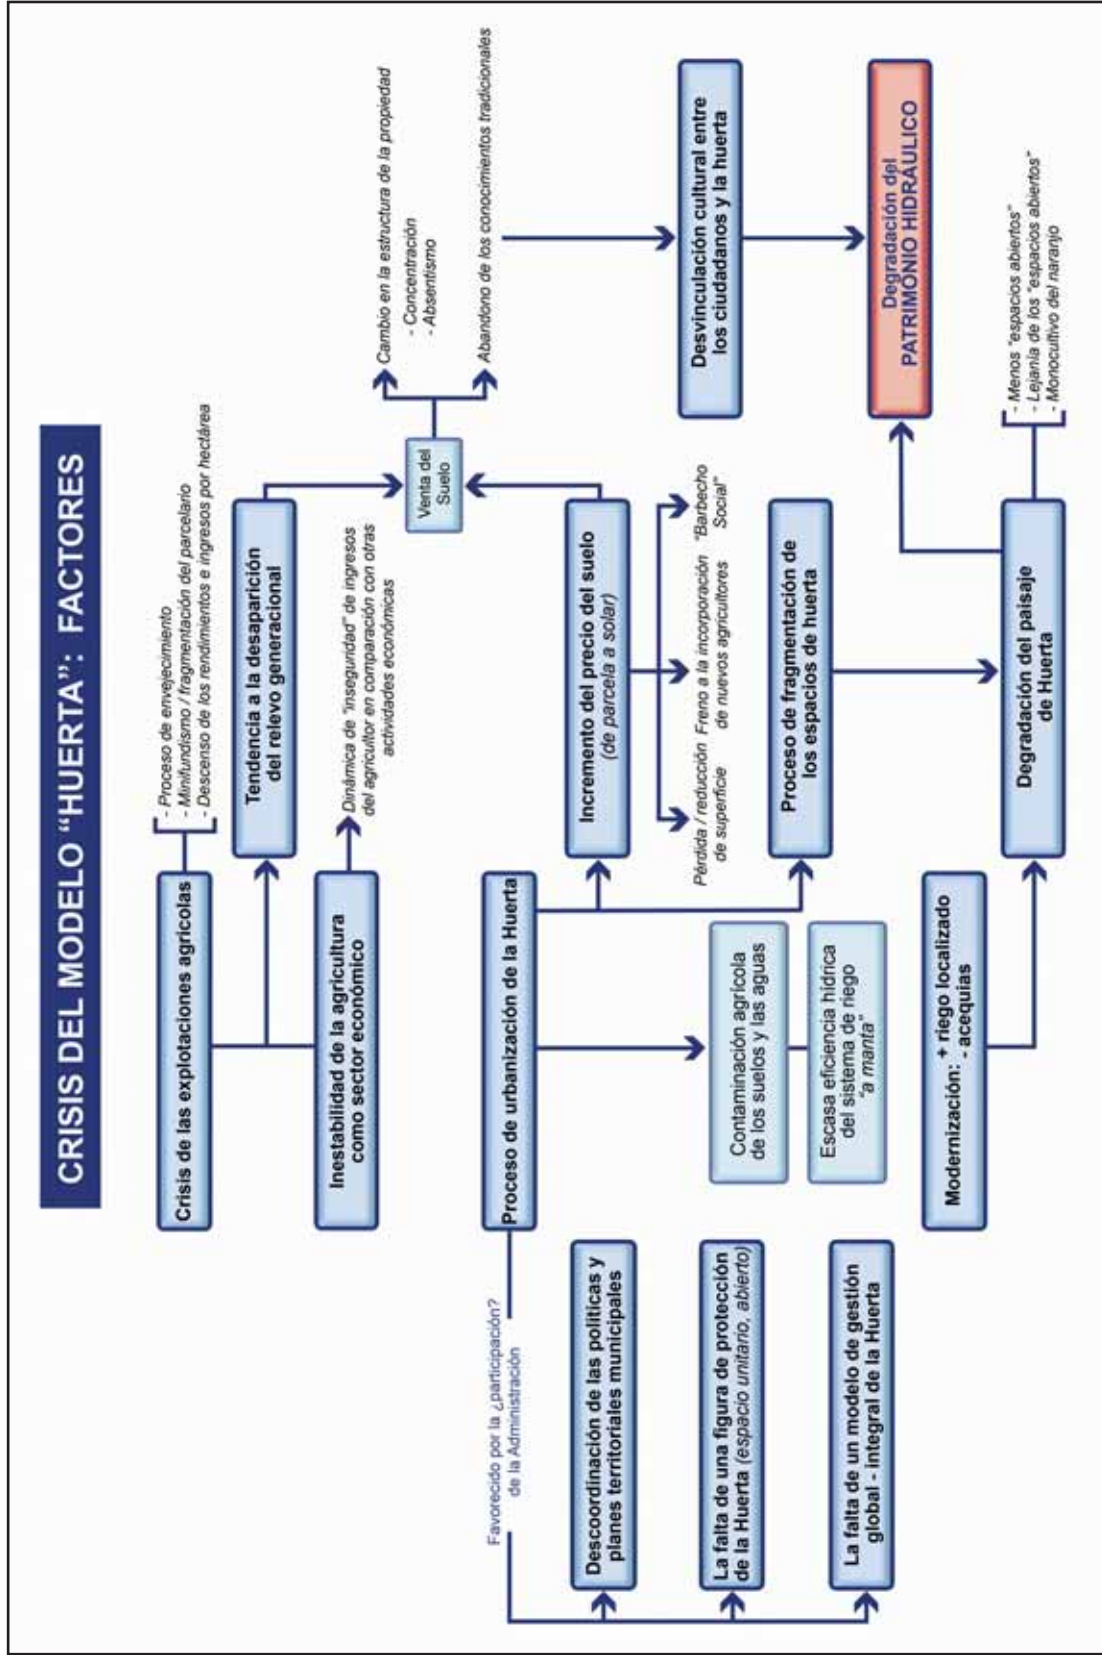 CRISIS DEL MODELO “HUERTA”: FACTORES
Crisis de las explotaciones agrícolas
- Proceso de envejecimiento
- Minifundismo / fragmentación del parcelario
- Descenso de los rendimientos e ingresos por hectárea
Tendencia a la desaparición
del relevo generacional
Inestabilidad de la agricultura
como sector económico
Dinámica de “inseguridad” de ingresos
del agricultor en comparación con otras
actividades económicas
Venta del
Suelo
Cambio en la estructura de la propiedad
- Concentración
- Absentismo
Abandono de los conocimientos tradicionales
Favorecido por la ¿participación?
de la Administración
Proceso de urbanización de la Huerta
Incremento del precio del suelo
(de parcela a solar)
Pérdida / reducción
de superficie
Freno a la incorporación
de nuevos agricultores
“Barbecho
Social”
Desvinculación cultural entre
los ciudadanos y la huerta
Descoordinación de las políticas y
planes territoriales municipales
La falta de una figura de protección
de la Huerta (espacio unitario, abierto)
La falta de un modelo de gestión
global - integral de la Huerta
Contaminación agrícola
de los suelos y las aguas
Escasa eficiencia hídrica
del sistema de riego
“a manta”
Proceso de fragmentación de
los espacios de huerta
Degradación del
PATRIMONIO HIDRÁULICO
Modernización: + riego localizado
- acequias
Degradación del paisaje
de Huerta
- Menos “espacios abiertos”
- Lejanía de los “espacios abiertos”
- Monocultivo del naranjo